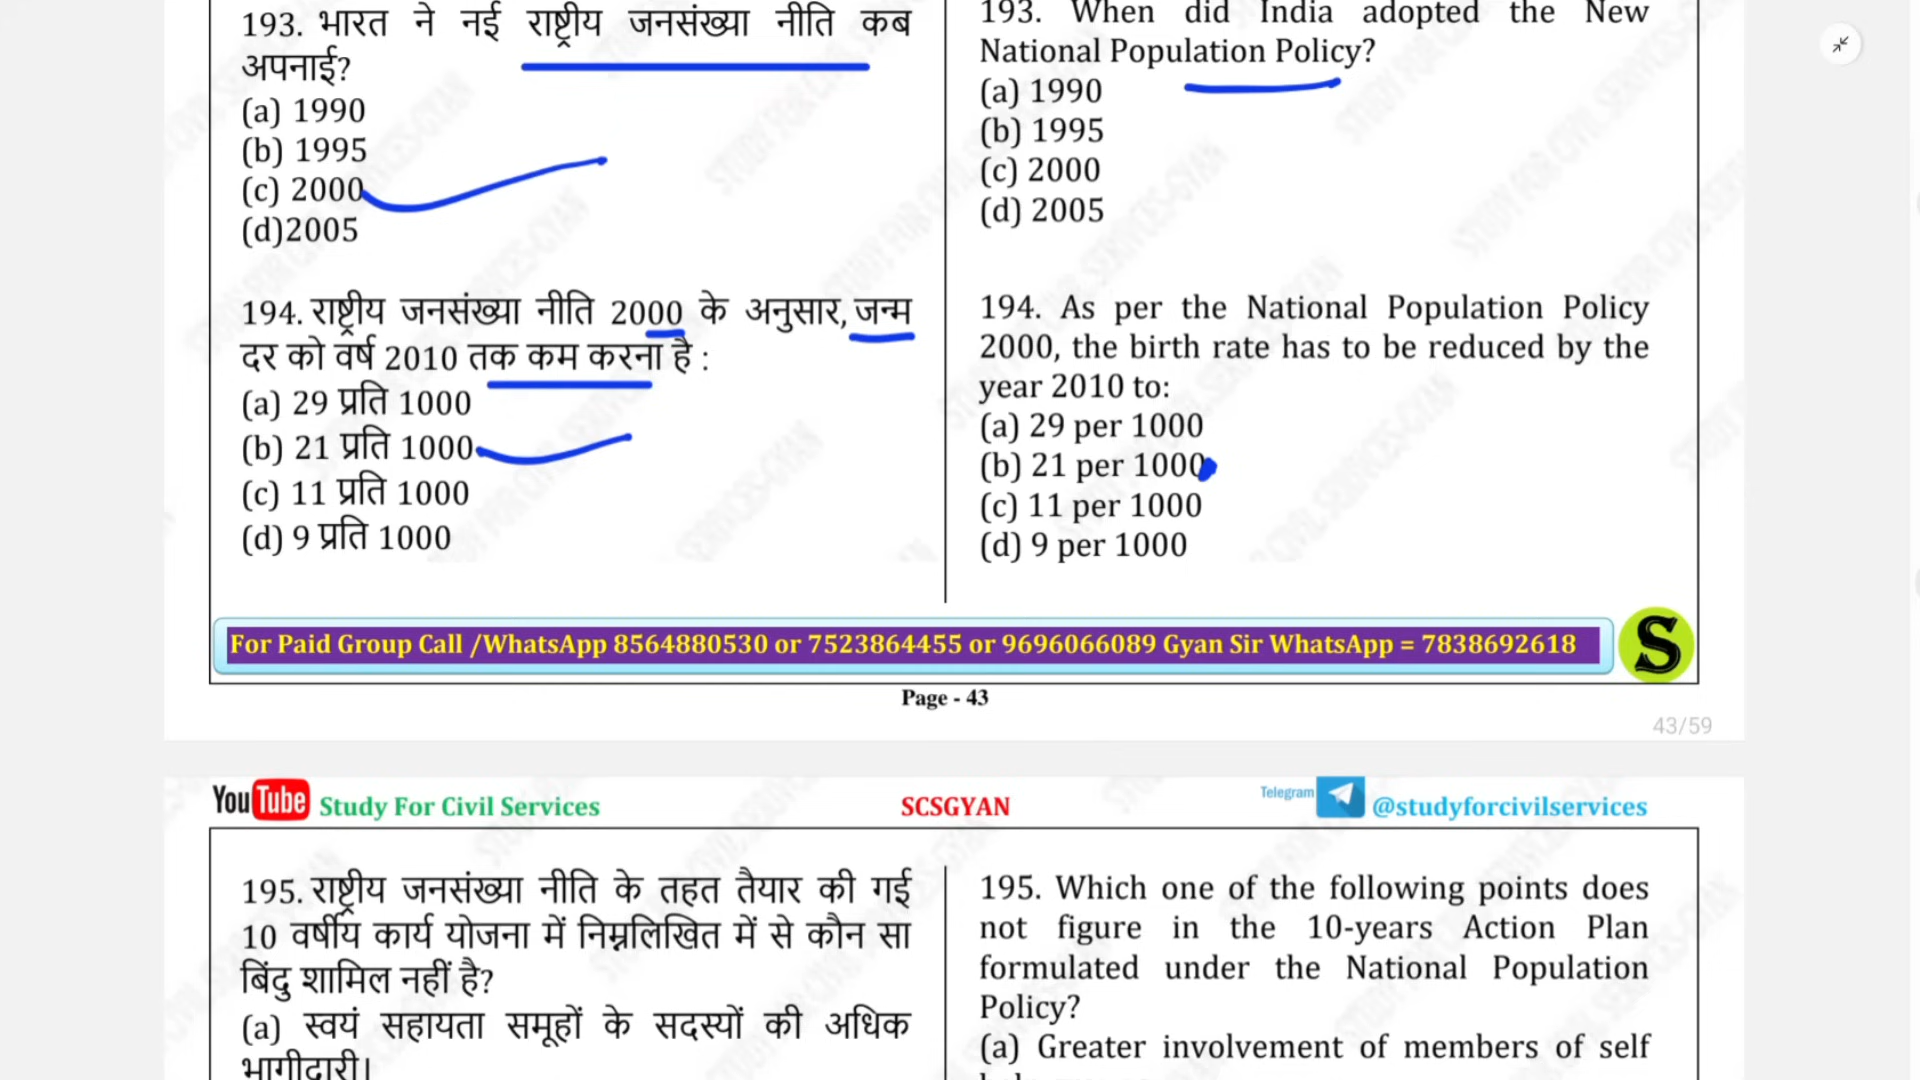 193. भारत ने नई राष्ट्रीय जनसंख्या नीति कब
अपनाई?
(a) 1990
(b) 1995
(c) 2000
(d)2005
194. राष्ट्रीय जनसंख्या नीति 2000 के अनुसार, जन्म
दर को वर्ष 2010 तक कम करना है :
(a) 29 प्रति 1000
(b) 21 प्रति 1000
(c) 11 प्रति 1000
(d) 9 प्रति 1000
193. When did India adopted the New
National Population Policy?
(a) 1990
(b) 1995
(c) 2000
(d) 2005
194. As per the National Population Policy
2000, the birth rate has to be reduced by the
year 2010 to:
(a) 29 per 1000
(b) 21 per 1000
(c) 11 per 1000
(d) 9 per 1000
For Paid Group Call /WhatsApp 8564880530 or 7523864455 or 9696066089 Gyan Sir WhatsApp = 7838692618
S
Page - 43
43/59
YouTube Study For Civil Services SCSGYAN Telegram @studyforcivilservices
195. राष्ट्रीय जनसंख्या नीति के तहत तैयार की गई
10 वर्षीय कार्य योजना में निम्नलिखित में से कौन सा
बिंदु शामिल नहीं है?
(a) स्वयं सहायता समूहों के सदस्यों की अधिक
भागीदारी।
195. Which one of the following points does
not figure in the 10-years Action Plan
formulated under the National Population
Policy?
(a) Greater involvement of members of self